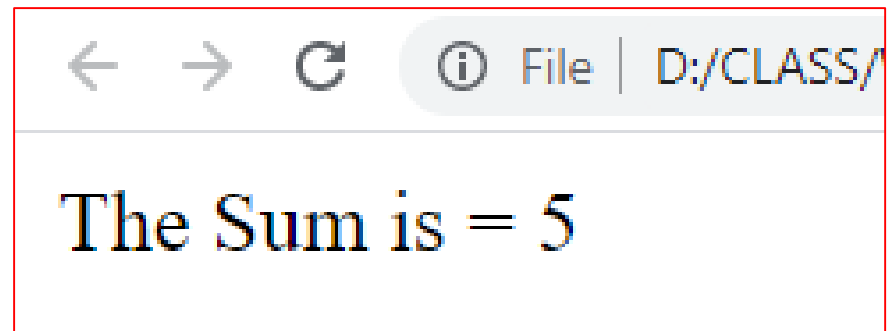 File D:/CLASS/
The Sum is = 5